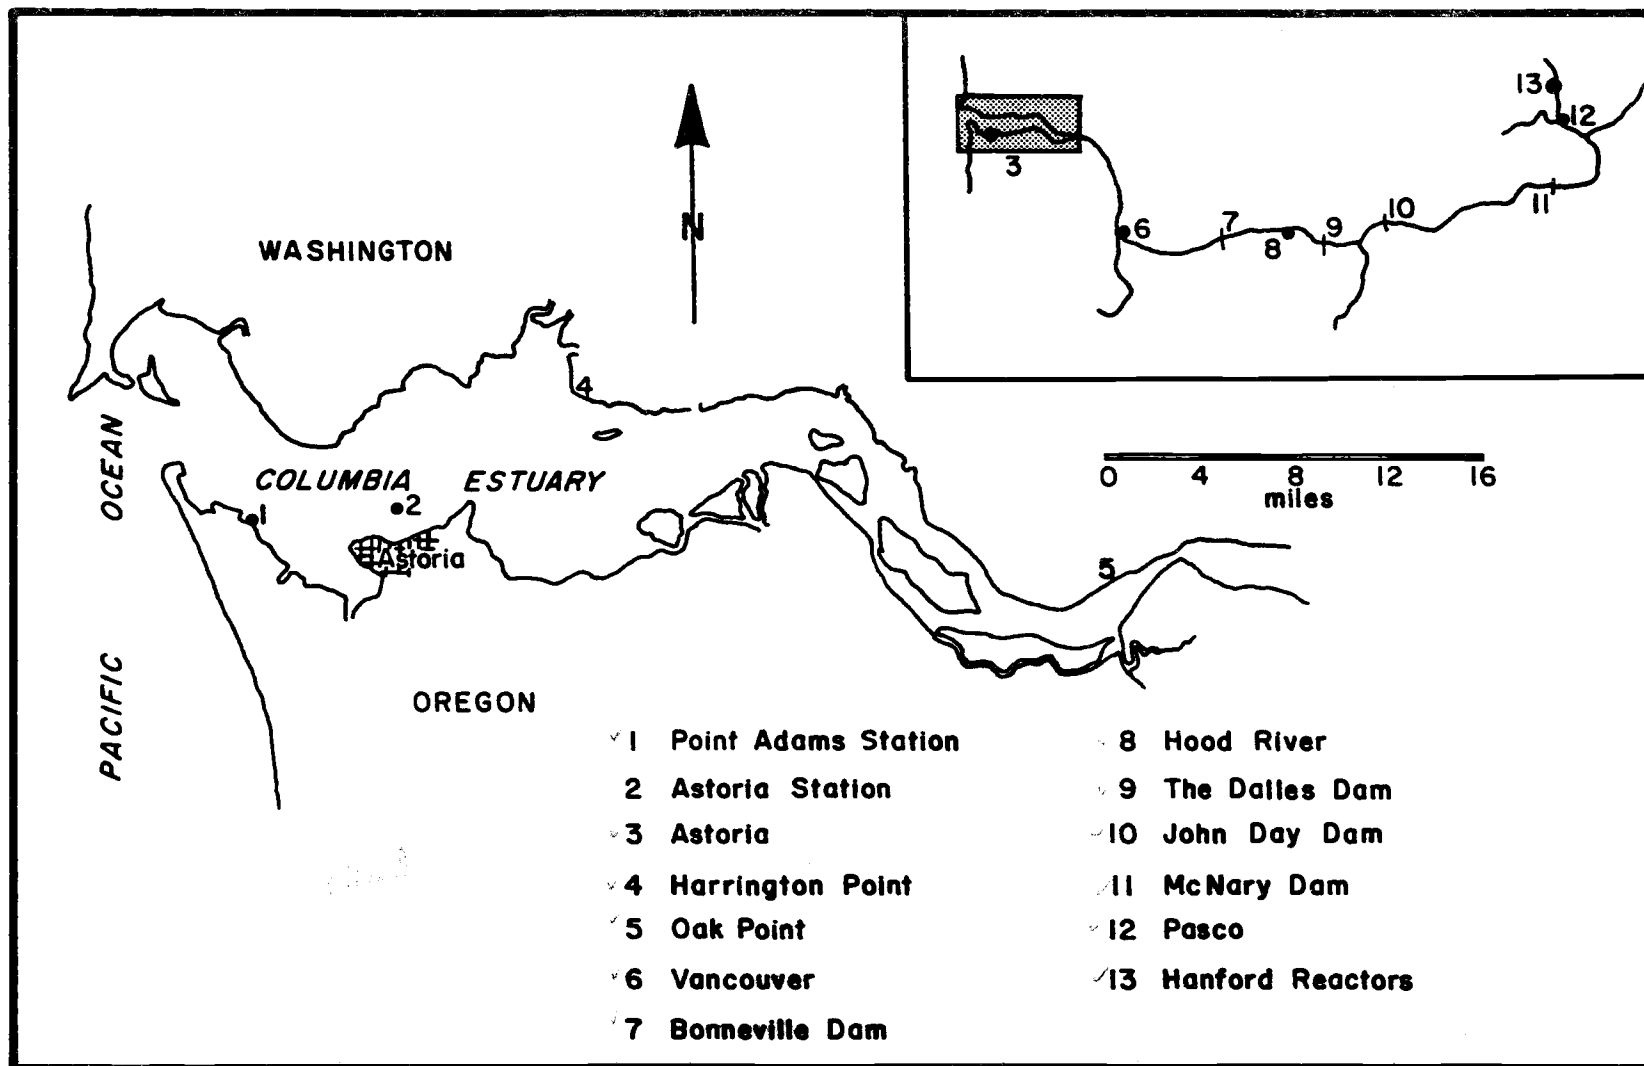 13
12
3
11
10
6
7
9
8
N
WASHINGTON
4
OCEAN
COLUMBIA ESTUARY
0 4 8 12 16
miles
1
2
Astoria
5
PACIFIC
OREGON
1 Point Adams Station
2 Astoria Station
3 Astoria
4 Harrington Point
5 Oak Point
6 Vancouver
7 Bonneville Dam
8 Hood River
9 The Dalles Dam
10 John Day Dam
11 McNary Dam
12 Pasco
13 Hanford Reactors